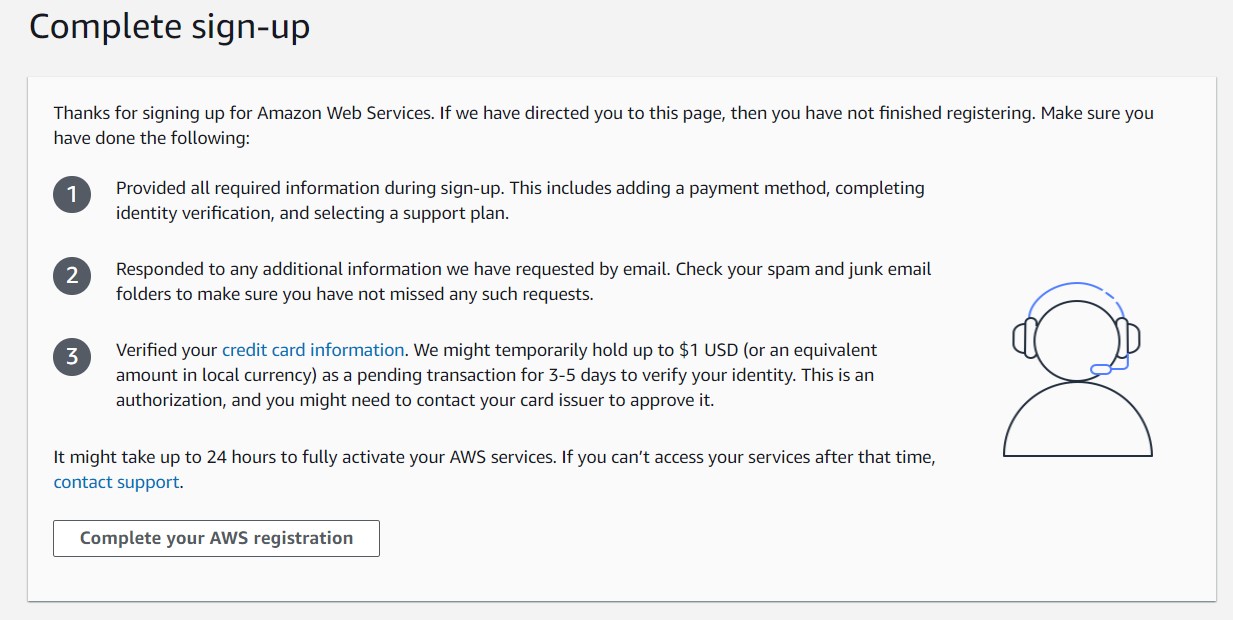 Complete sign-up
Thanks for signing up for Amazon Web Services. If we have directed you to this page, then you have not finished registering. Make sure you
have done the following:
1
Provided all required information during sign-up. This includes adding a payment method, completing
identity verification, and selecting a support plan.
2
Responded to any additional information we have requested by email. Check your spam and junk email
folders to make sure you have not missed any such requests.
3
Verified your credit card information. We might temporarily hold up to $1 USD (or an equivalent
amount in local currency) as a pending transaction for 3-5 days to verify your identity. This is an
authorization, and you might need to contact your card issuer to approve it.
It might take up to 24 hours to fully activate your AWS services. If you can’t access your services after that time,
contact support.
Complete your AWS registration